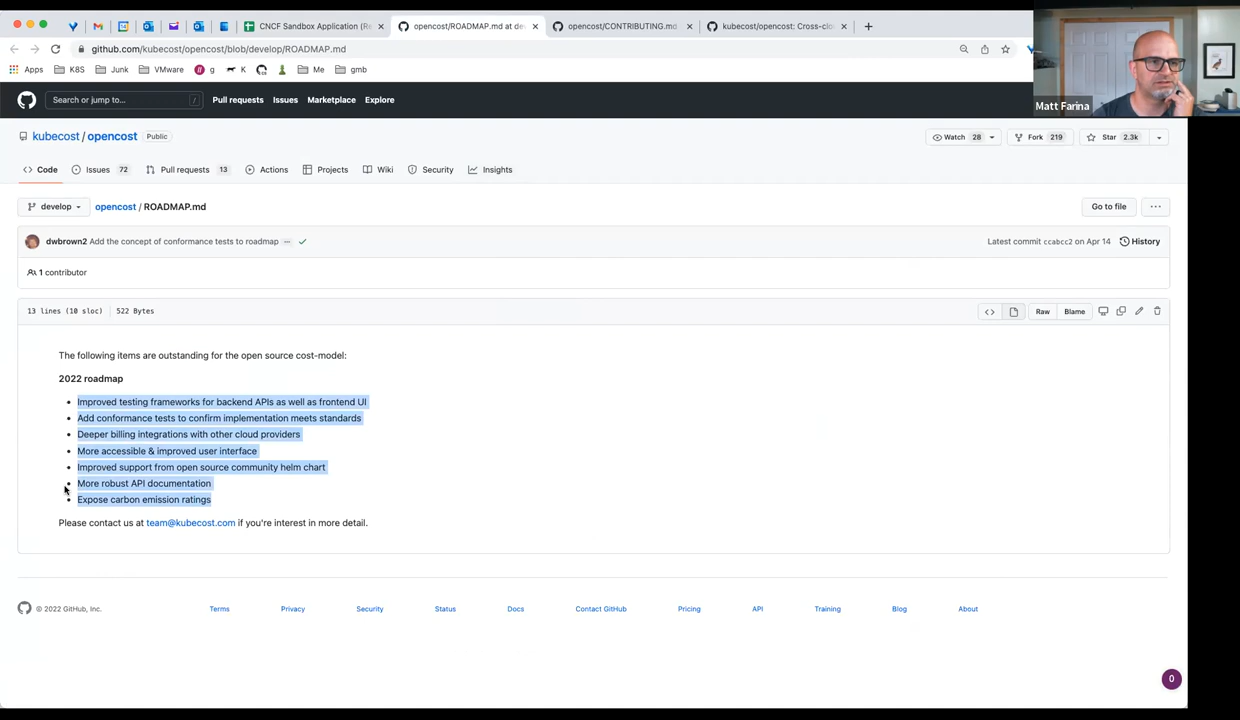 CNCF Sandbox Application (Re
opencost/ROADMAP.md at de
opencost/CONTRIBUTING.md
kubecost/opencost: Cross-clo
github.com/kubecost/opencost/blob/develop/ROADMAP.md
Apps K8S Junk VMware g K Me gmb
Matt Farina
Search or jump to... /
Pull requests Issues Marketplace Explore
kubecost / opencost Public
Watch 28 Fork 219 Star 2.3k
Code Issues 72 Pull requests 13 Actions Projects Wiki Security Insights
develop opencost / ROADMAP.md Go to file ...
dwbrown2 Add the concept of conformance tests to roadmap ... Latest commit ccabcc2 on Apr 14 History
1 contributor
13 lines (10 sloc) 522 Bytes Raw Blame
The following items are outstanding for the open source cost-model:
2022 roadmap
• Improved testing frameworks for backend APIs as well as frontend UI
• Add conformance tests to confirm implementation meets standards
• Deeper billing integrations with other cloud providers
• More accessible & improved user interface
• Improved support from open source community helm chart
• More robust API documentation
• Expose carbon emission ratings
Please contact us at team@kubecost.com if you're interest in more detail.
© 2022 GitHub, Inc. Terms Privacy Security Status Docs Contact GitHub Pricing API Training Blog About
0